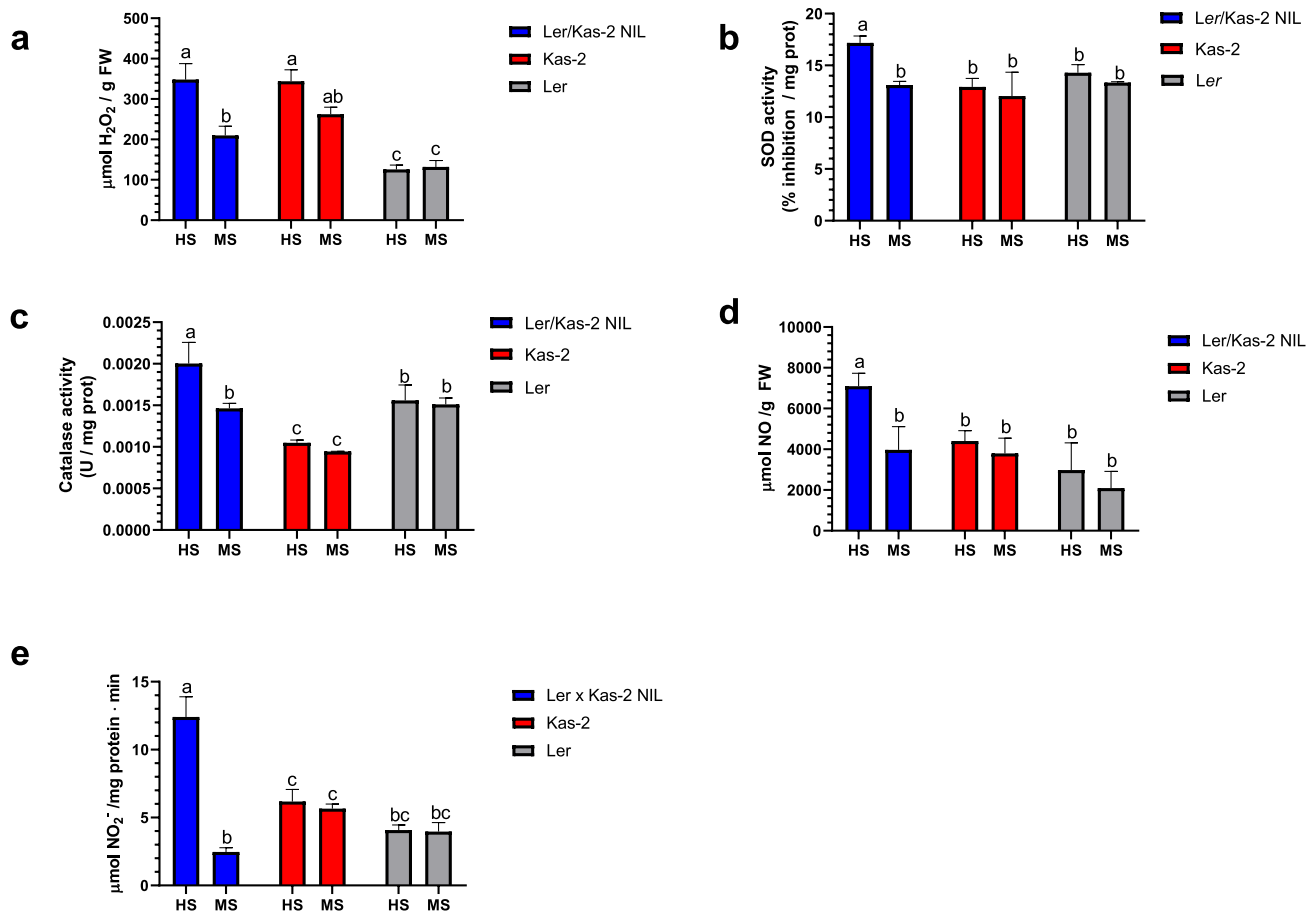 a
μmol H₂O₂ / g FW
500
400
300
200
100
0
a
b
a
ab
c
c
HS MS HS MS HS MS
Ler/Kas-2 NIL
Kas-2
Ler
b
SOD activity
(% inhibition / mg prot)
20
15
10
5
0
a
b
b
b
b
b
HS MS HS MS HS MS
Ler/Kas-2 NIL
Kas-2
Ler
c
Catalase activity
(U / mg prot)
0.0025
0.0020
0.0015
0.0010
0.0005
0.0000
a
b
c
c
b
b
HS MS HS MS HS MS
Ler/Kas-2 NIL
Kas-2
Ler
d
μmol NO /g FW
10000
8000
6000
4000
2000
0
a
b
b
b
b
b
HS MS HS MS HS MS
Ler/Kas-2 NIL
Kas-2
Ler
e
μmol NO₂⁻ /mg protein · min
15
10
5
0
a
b
c
c
bc
bc
HS MS HS MS HS MS
Ler x Kas-2 NIL
Kas-2
Ler